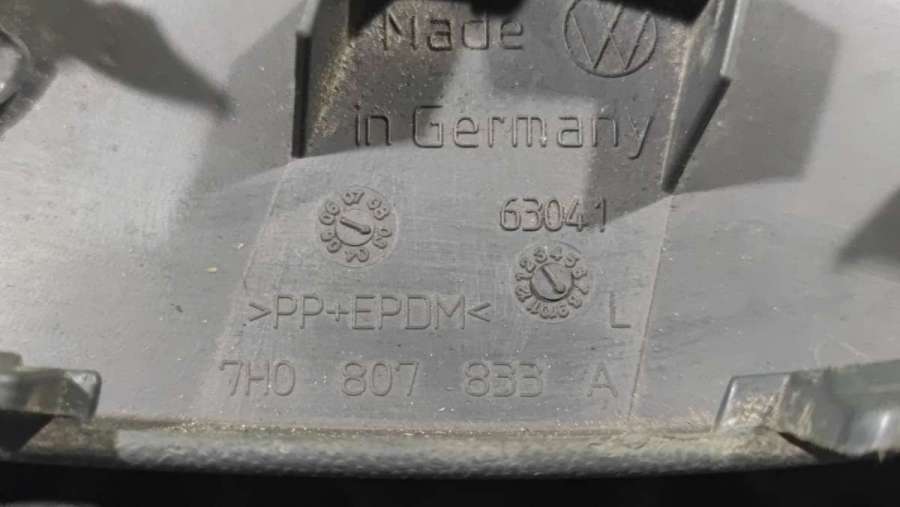 Made
in Germany
63041
>PP+EPDM<
L
7H0 807 833 A